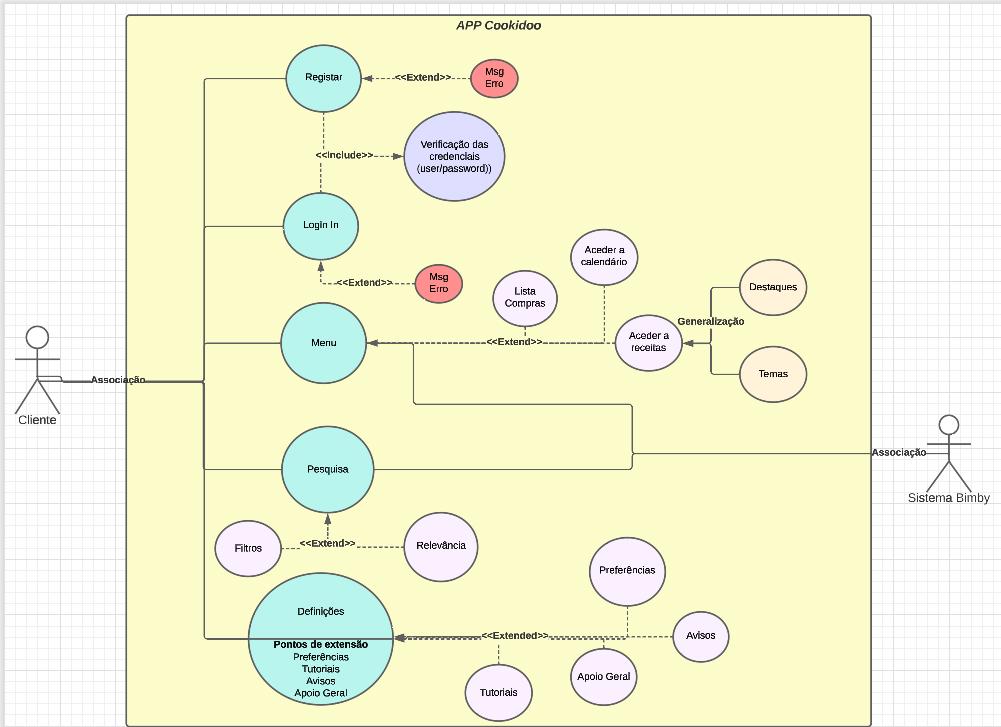 APP Cookidoo
Registar
<<Extend>>
Msg
Erro
<<Include>>
Verificação das
credenciais
(user/password))
Login In
<<Extend>>
Msg
Erro
Lista
Compras
Aceder a
calendário
Destaques
Generalização
Menu
<<Extend>>
Aceder a
receitas
Temas
Associação
Cliente
Associação
Sistema Bimby
Pesquisa
Filtros
<<Extend>>
Relevância
Preferências
Definições
Pontos de extensão
Preferências
Tutoriais
Avisos
Apoio Geral
<<Extended>>
Avisos
Tutoriais
Apoio Geral